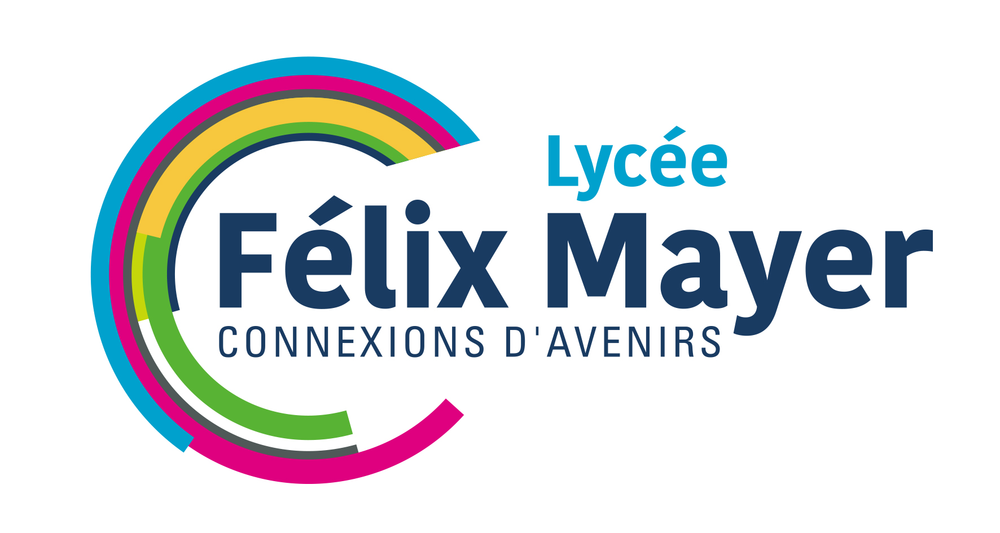 Lycée
Félix Mayer
CONNEXIONS D'AVENIRS